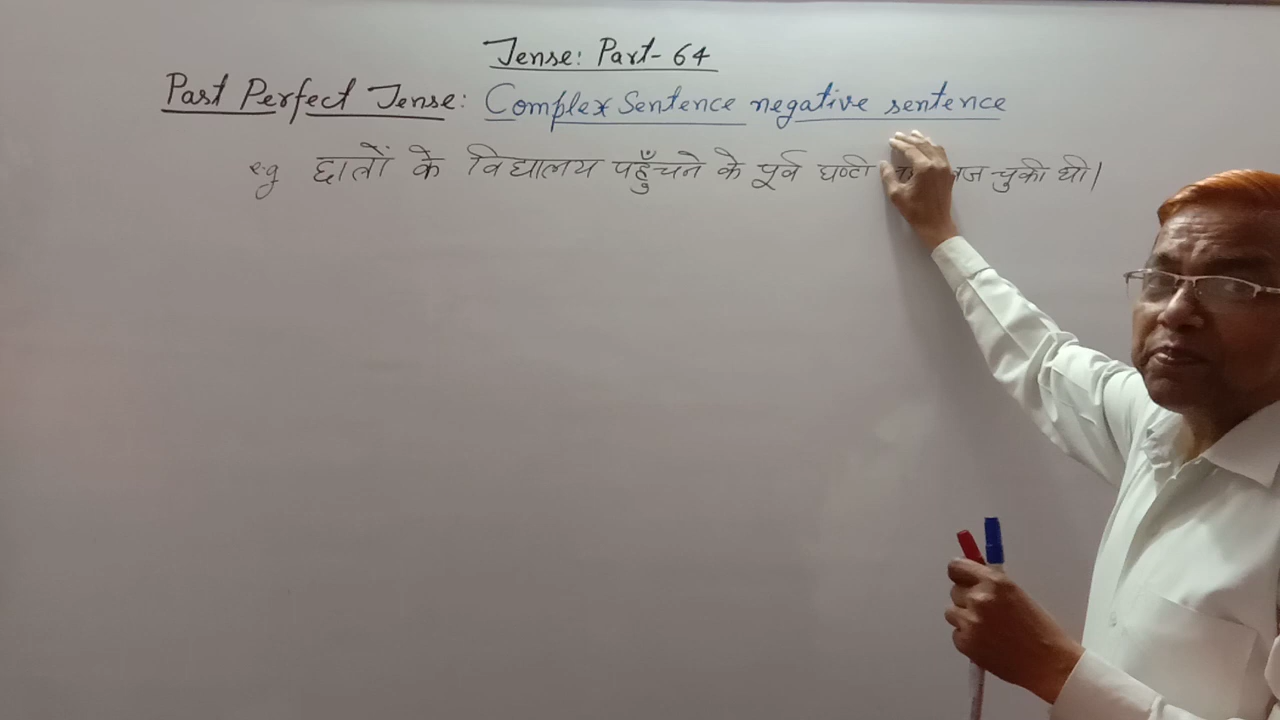 Tense: Part-64
Past Perfect Tense: Complex Sentence negative sentence
e.g छात्रों के विद्यालय पहुँचने के पूर्व घण्टी बज चुकी थी।